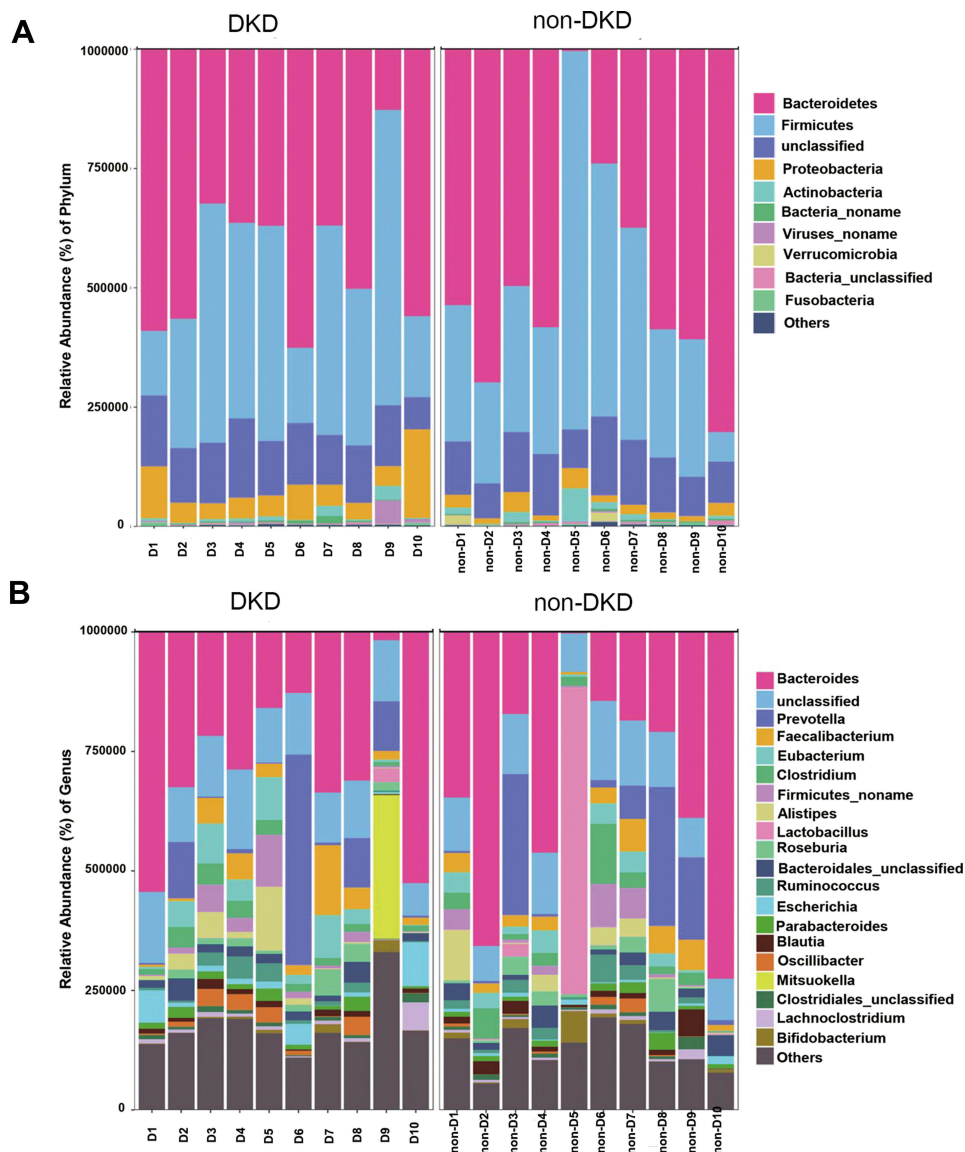 A
DKD
non-DKD
Relative Abundance (%) of Phylum
1000000
750000
500000
250000
0
D1
D2
D3
D4
D5
D6
D7
D8
D9
D10
non-D1
non-D2
non-D3
non-D4
non-D5
non-D6
non-D7
non-D8
non-D9
non-D10
Bacteroidetes
Firmicutes
unclassified
Proteobacteria
Actinobacteria
Bacteria_noname
Viruses_noname
Verrucomicrobia
Bacteria_unclassified
Fusobacteria
Others
B
DKD
non-DKD
Relative Abundance (%) of Genus
1000000
750000
500000
250000
0
D1
D2
D3
D4
D5
D6
D7
D8
D9
D10
non-D1
non-D2
non-D3
non-D4
non-D5
non-D6
non-D7
non-D8
non-D9
non-D10
Bacteroides
unclassified
Prevotella
Faecalibacterium
Eubacterium
Clostridium
Firmicutes_noname
Alistipes
Lactobacillus
Roseburia
Bacteroidales_unclassified
Ruminococcus
Escherichia
Parabacteroides
Blautia
Oscillibacter
Mitsuokella
Clostridiales_unclassified
Lachnoclostridium
Bifidobacterium
Others